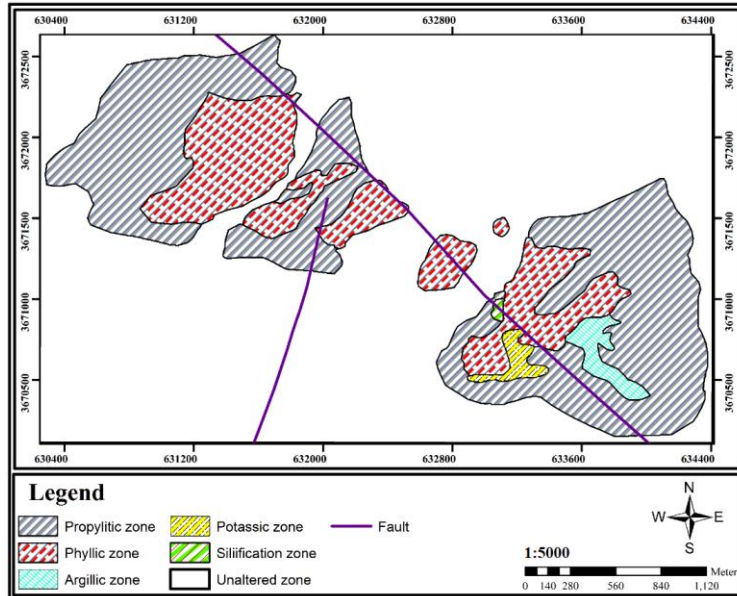 630400 631200 632000 632800 633600 634400
3672500 3672500
3672000 3672000
3671500 3671500
3671000 3671000
3670500 3670500
630400 631200 632000 632800 633600 634400
Legend
Propylitic zone Potassic zone Fault
Phyllic zone Siliification zone
Argillic zone Unaltered zone
N
W E
S
1:5000
Meter
0 140 280 560 840 1,120